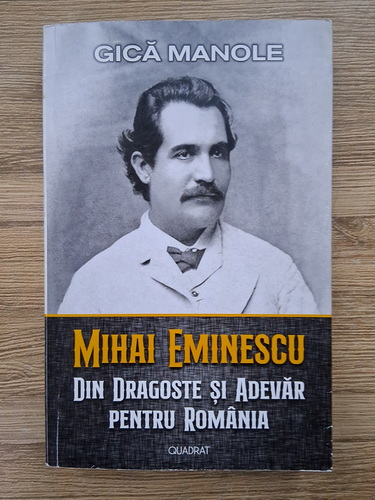 GICĂ MANOLE
MIHAI EMINESCU
DIN DRAGOSTE ȘI ADEVĂR
PENTRU ROMÂNIA
QUADRAT